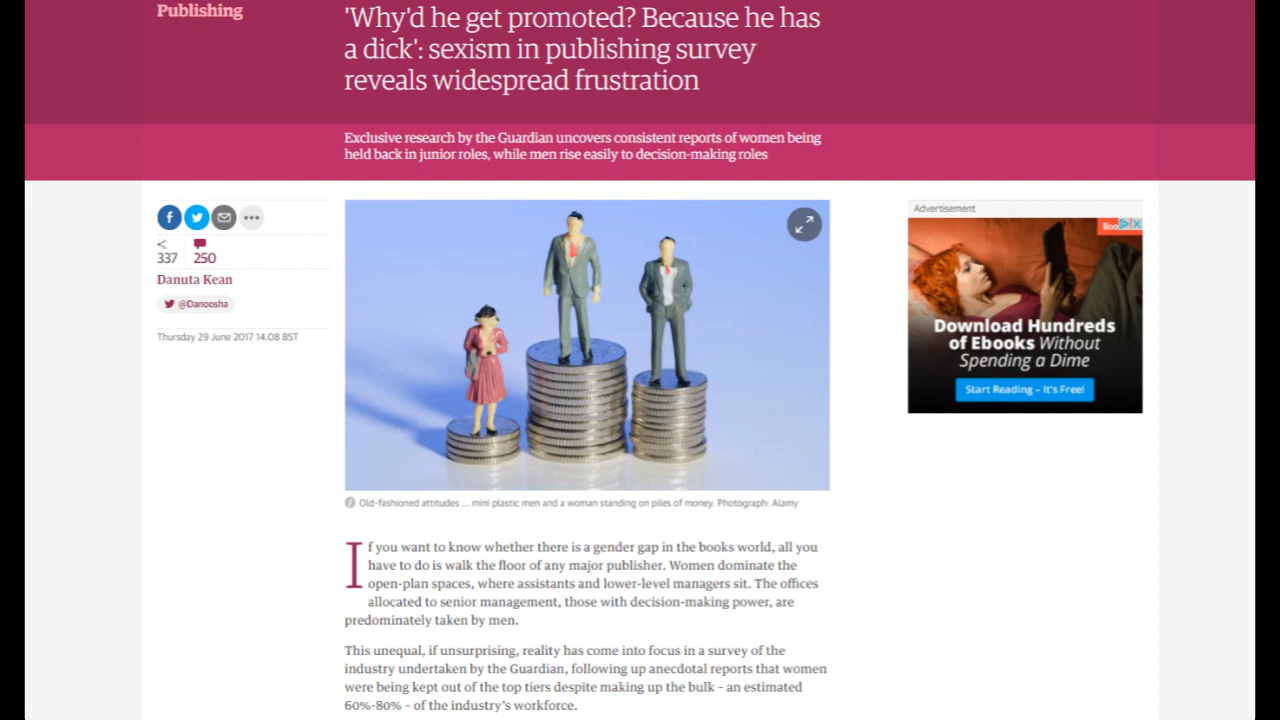 Publishing
'Why'd he get promoted? Because he has
a dick': sexism in publishing survey
reveals widespread frustration
Exclusive research by the Guardian uncovers consistent reports of women being
held back in junior roles, while men rise easily to decision-making roles
337
250
Danuta Kean
@Danoosha
Thursday 29 June 2017 14.08 BST
Old-fashioned attitudes ... mini plastic men and a woman standing on piles of money. Photograph: Alamy
If you want to know whether there is a gender gap in the books world, all you
have to do is walk the floor of any major publisher. Women dominate the
open-plan spaces, where assistants and lower-level managers sit. The offices
allocated to senior management, those with decision-making power, are
predominately taken by men.
This unequal, if unsurprising, reality has come into focus in a survey of the
industry undertaken by the Guardian, following up anecdotal reports that women
were being kept out of the top tiers despite making up the bulk - an estimated
60%-80% - of the industry's workforce.
Advertisement
Download Hundreds
of Ebooks Without
Spending a Dime
Start Reading – It's Free!